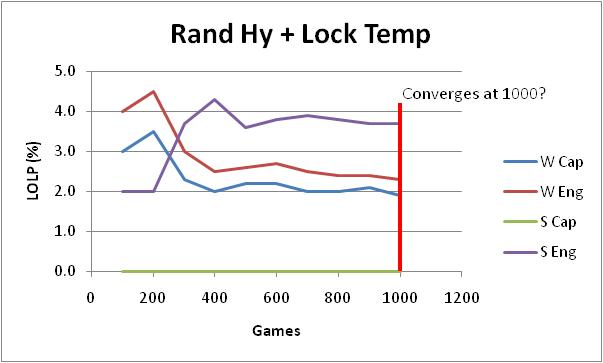 Rand Hy + Lock Temp
5.0
4.0
3.0
2.0
1.0
0.0
LOLP (%)
Converges at 1000?
0 200 400 600 800 1000 1200
Games
W Cap
W Eng
S Cap
S Eng